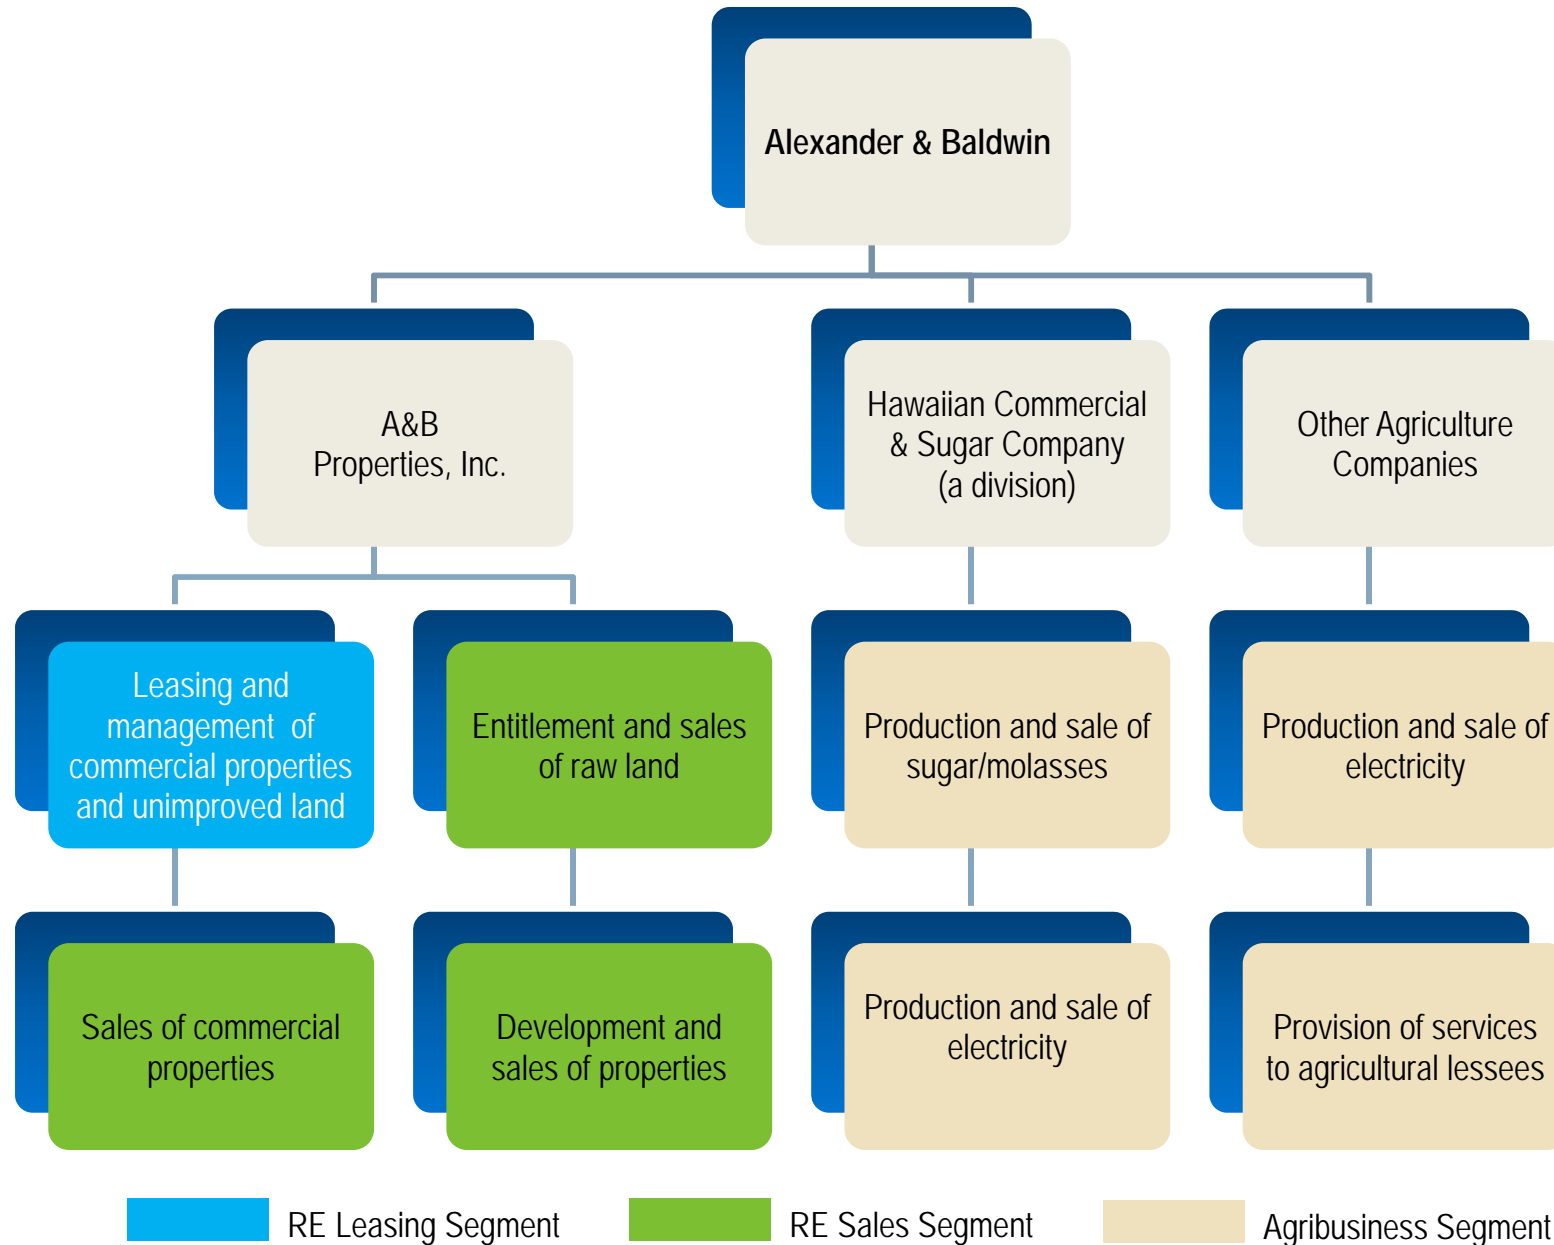 Alexander & Baldwin
A&B
Properties, Inc.
Hawaiian Commercial
& Sugar Company
(a division)
Other Agriculture
Companies
Leasing and
management of
commercial properties
and unimproved land
Entitlement and sales
of raw land
Production and sale of
sugar/molasses
Production and sale of
electricity
Sales of commercial
properties
Development and
sales of properties
Production and sale of
electricity
Provision of services
to agricultural lessees
RE Leasing Segment
RE Sales Segment
Agribusiness Segment